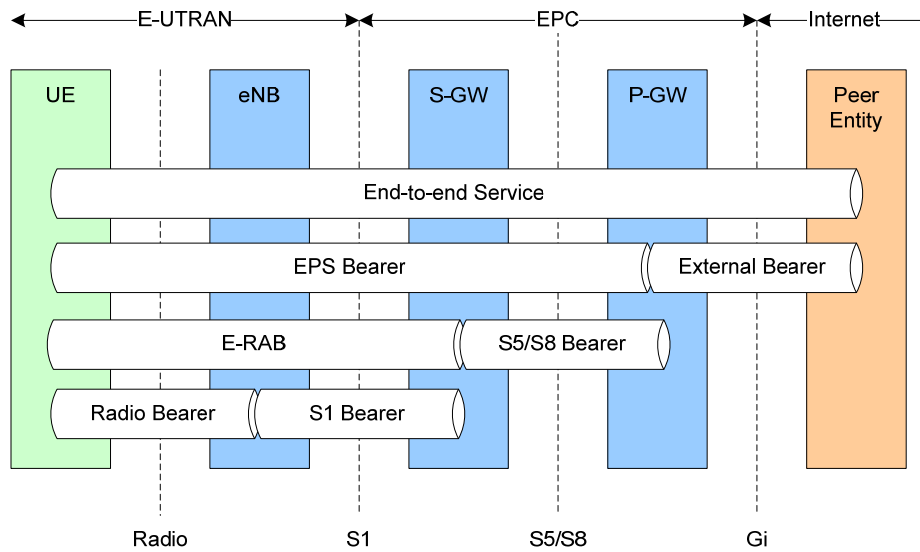 E-UTRAN EPC Internet
UE eNB S-GW P-GW Peer
Entity
End-to-end Service
EPS Bearer External Bearer
E-RAB S5/S8 Bearer
Radio Bearer S1 Bearer
Radio S1 S5/S8 Gi